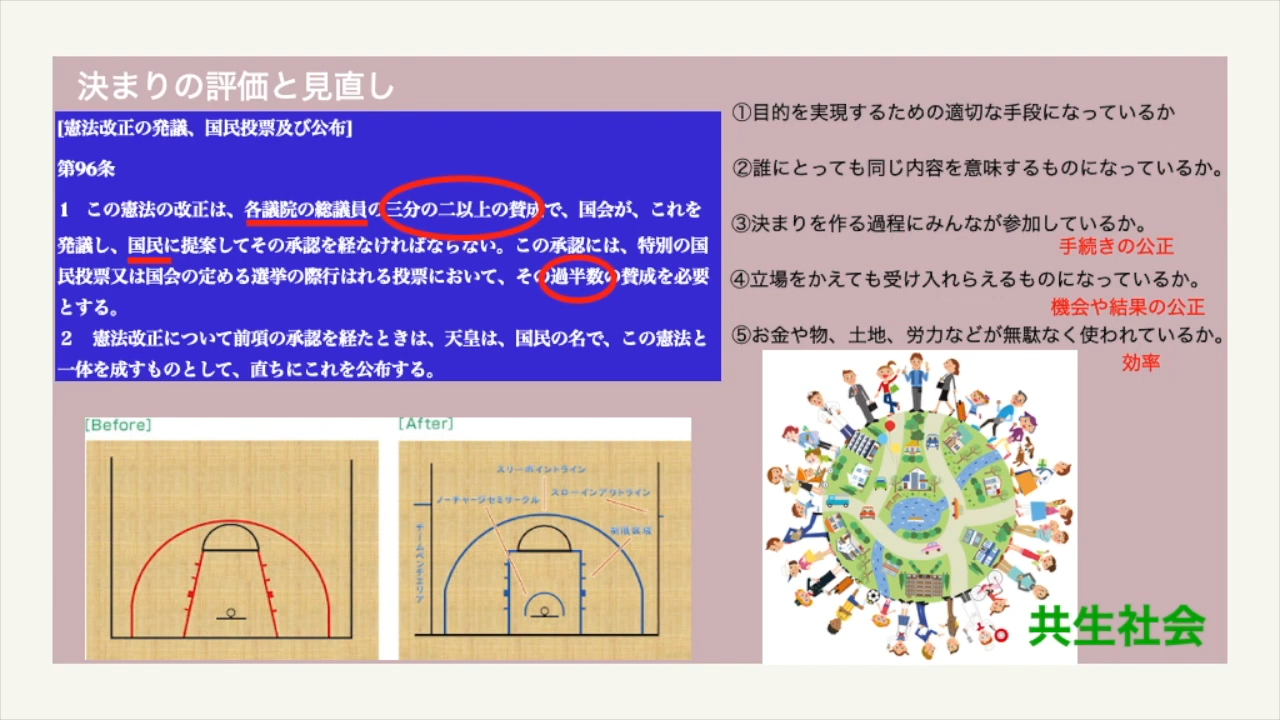 決まりの評価と見直し
[憲法改正の発議、国民投票及び公布]
第96条
1　この憲法の改正は、各議院の総議員の三分の二以上の賛成で、国会が、これを
発議し、国民に提案してその承認を経なければならない。この承認には、特別の国
民投票又は国会の定める選挙の際行はれる投票において、その過半数の賛成を必要
とする。
2　憲法改正について前項の承認を経たときは、天皇は、国民の名で、この憲法と
一体を成すものとして、直ちにこれを公布する。
[Before]
[After]
スリーポイントライン
ノーチャージセミサークル
スローインアウトライン
制限区域
チームベンチエリア
①目的を実現するための適切な手段になっているか
②誰にとっても同じ内容を意味するものになっているか。
③決まりを作る過程にみんなが参加しているか。
手続きの公正
④立場をかえても受け入れらえるものになっているか。
機会や結果の公正
⑤お金や物、土地、労力などが無駄なく使われているか。
効率
共生社会